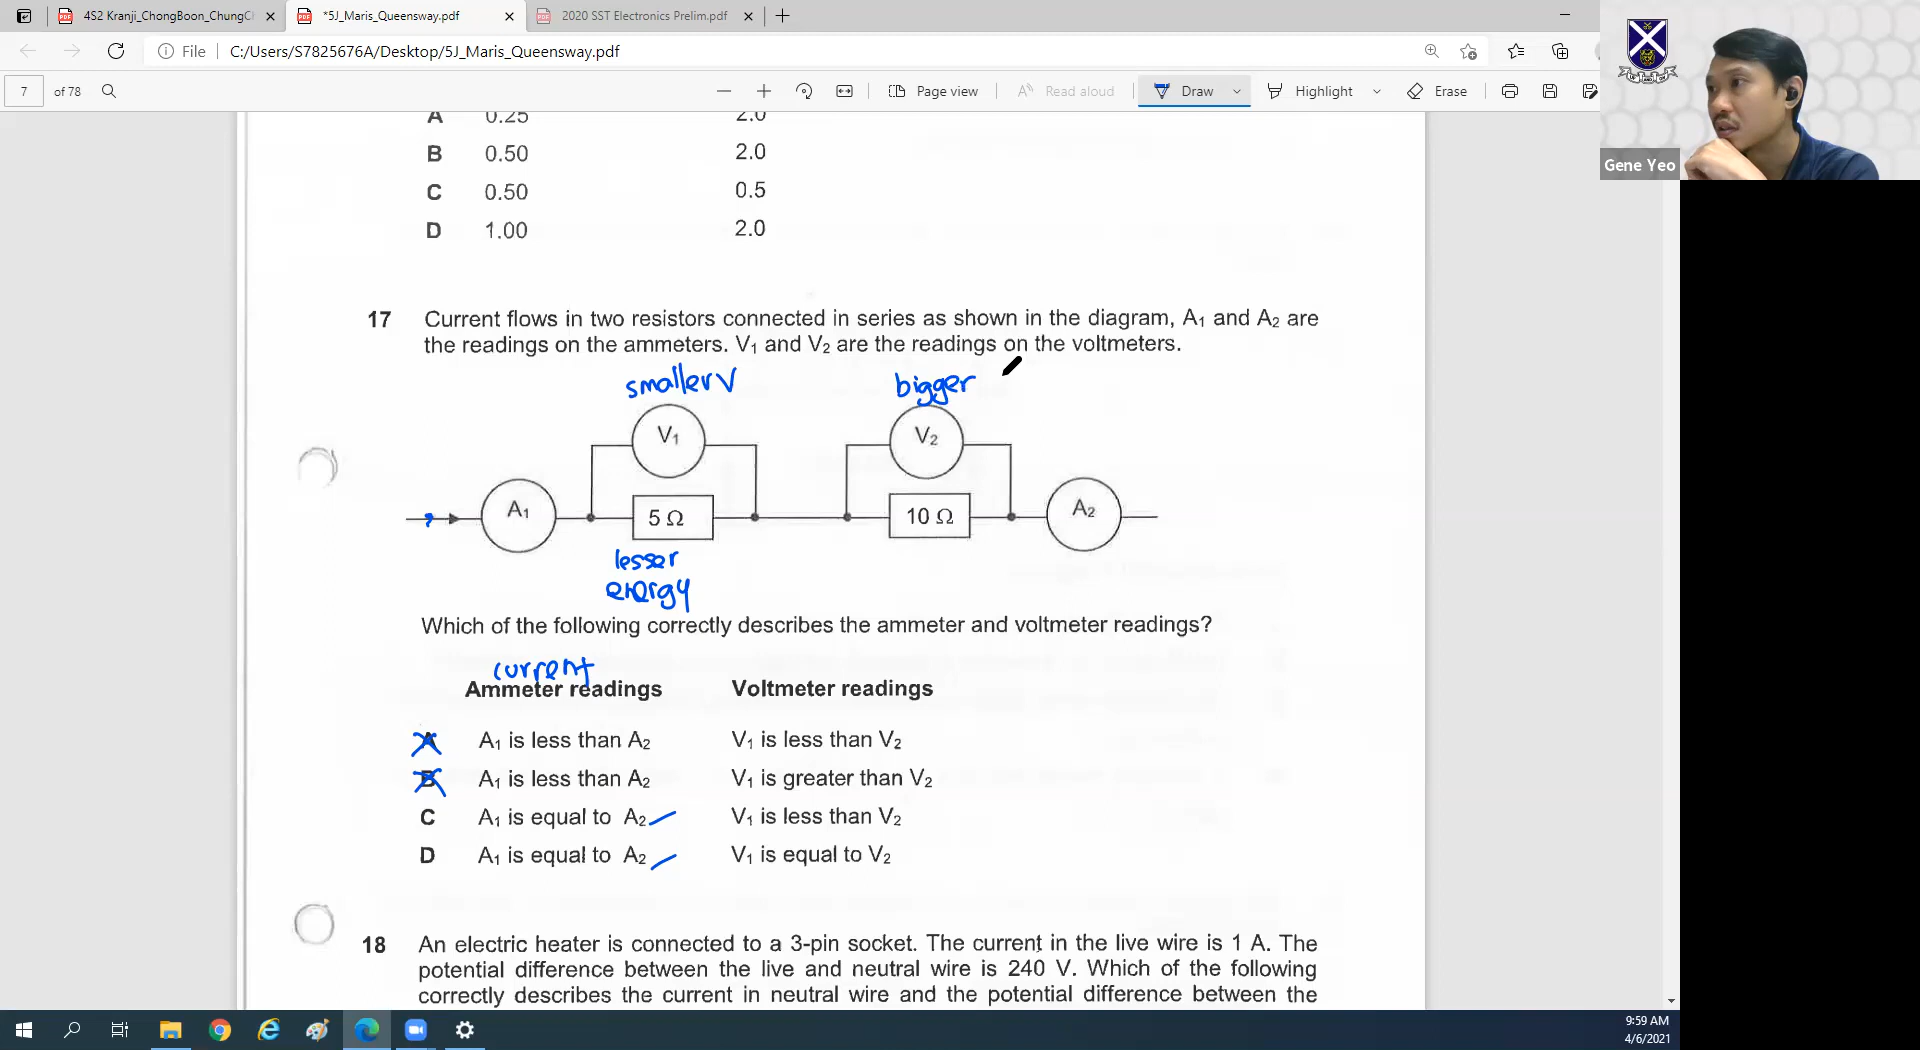 4S2 Kranji_ChongBoon_ChungC
*5J_Maris_Queensway.pdf
2020 SST Electronics Prelim.pdf
File
C:/Users/S7825676A/Desktop/5J_Maris_Queensway.pdf
7 of 78
Page view
Read aloud
Draw
Highlight
Erase
Gene Yeo
A 0.25 2.0
B 0.50 2.0
C 0.50 0.5
D 1.00 2.0
17 Current flows in two resistors connected in series as shown in the diagram, A₁ and A₂ are
the readings on the ammeters. V₁ and V₂ are the readings on the voltmeters.
smaller V
bigger
V₁
V₂
A₁
5 Ω
10 Ω
A₂
lesser
energy
Which of the following correctly describes the ammeter and voltmeter readings?
current
Ammeter readings Voltmeter readings
A A₁ is less than A₂ V₁ is less than V₂
B A₁ is less than A₂ V₁ is greater than V₂
C A₁ is equal to A₂ V₁ is less than V₂
D A₁ is equal to A₂ V₁ is equal to V₂
18 An electric heater is connected to a 3-pin socket. The current in the live wire is 1 A. The
potential difference between the live and neutral wire is 240 V. Which of the following
correctly describes the current in neutral wire and the potential difference between the
9:59 AM
4/6/2021